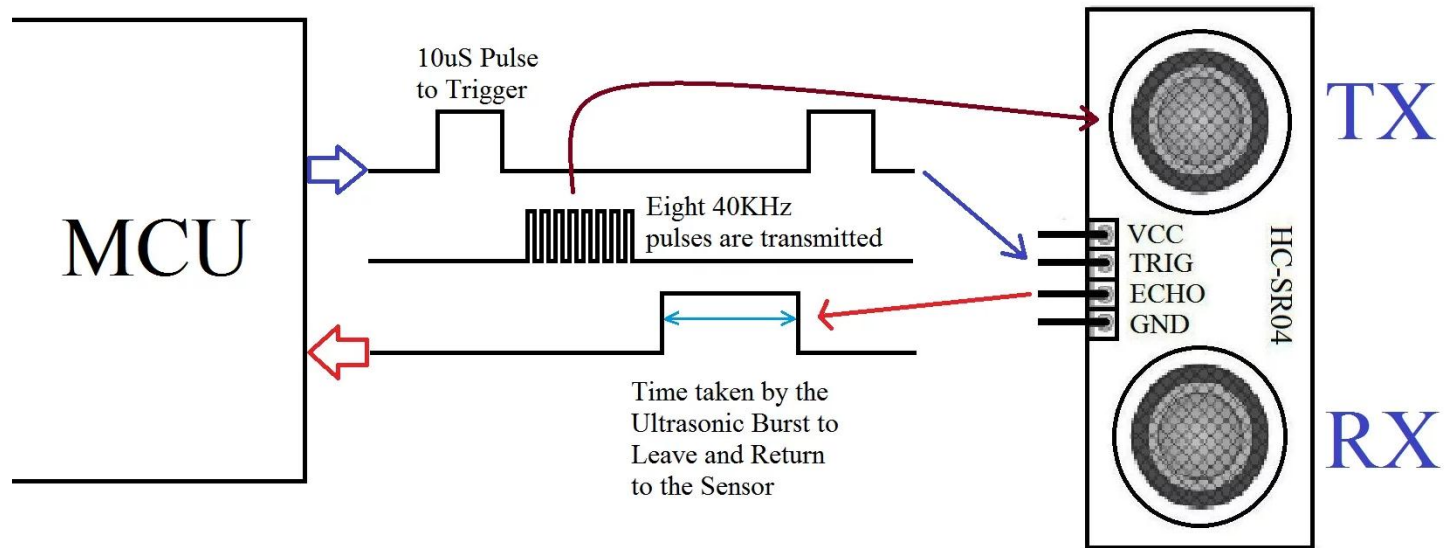 10uS Pulse
to Trigger
TX
MCU
Eight 40KHz
pulses are transmitted
VCC
TRIG
ECHO
GND
HC-SR04
Time taken by the
Ultrasonic Burst to
Leave and Return
to the Sensor
RX